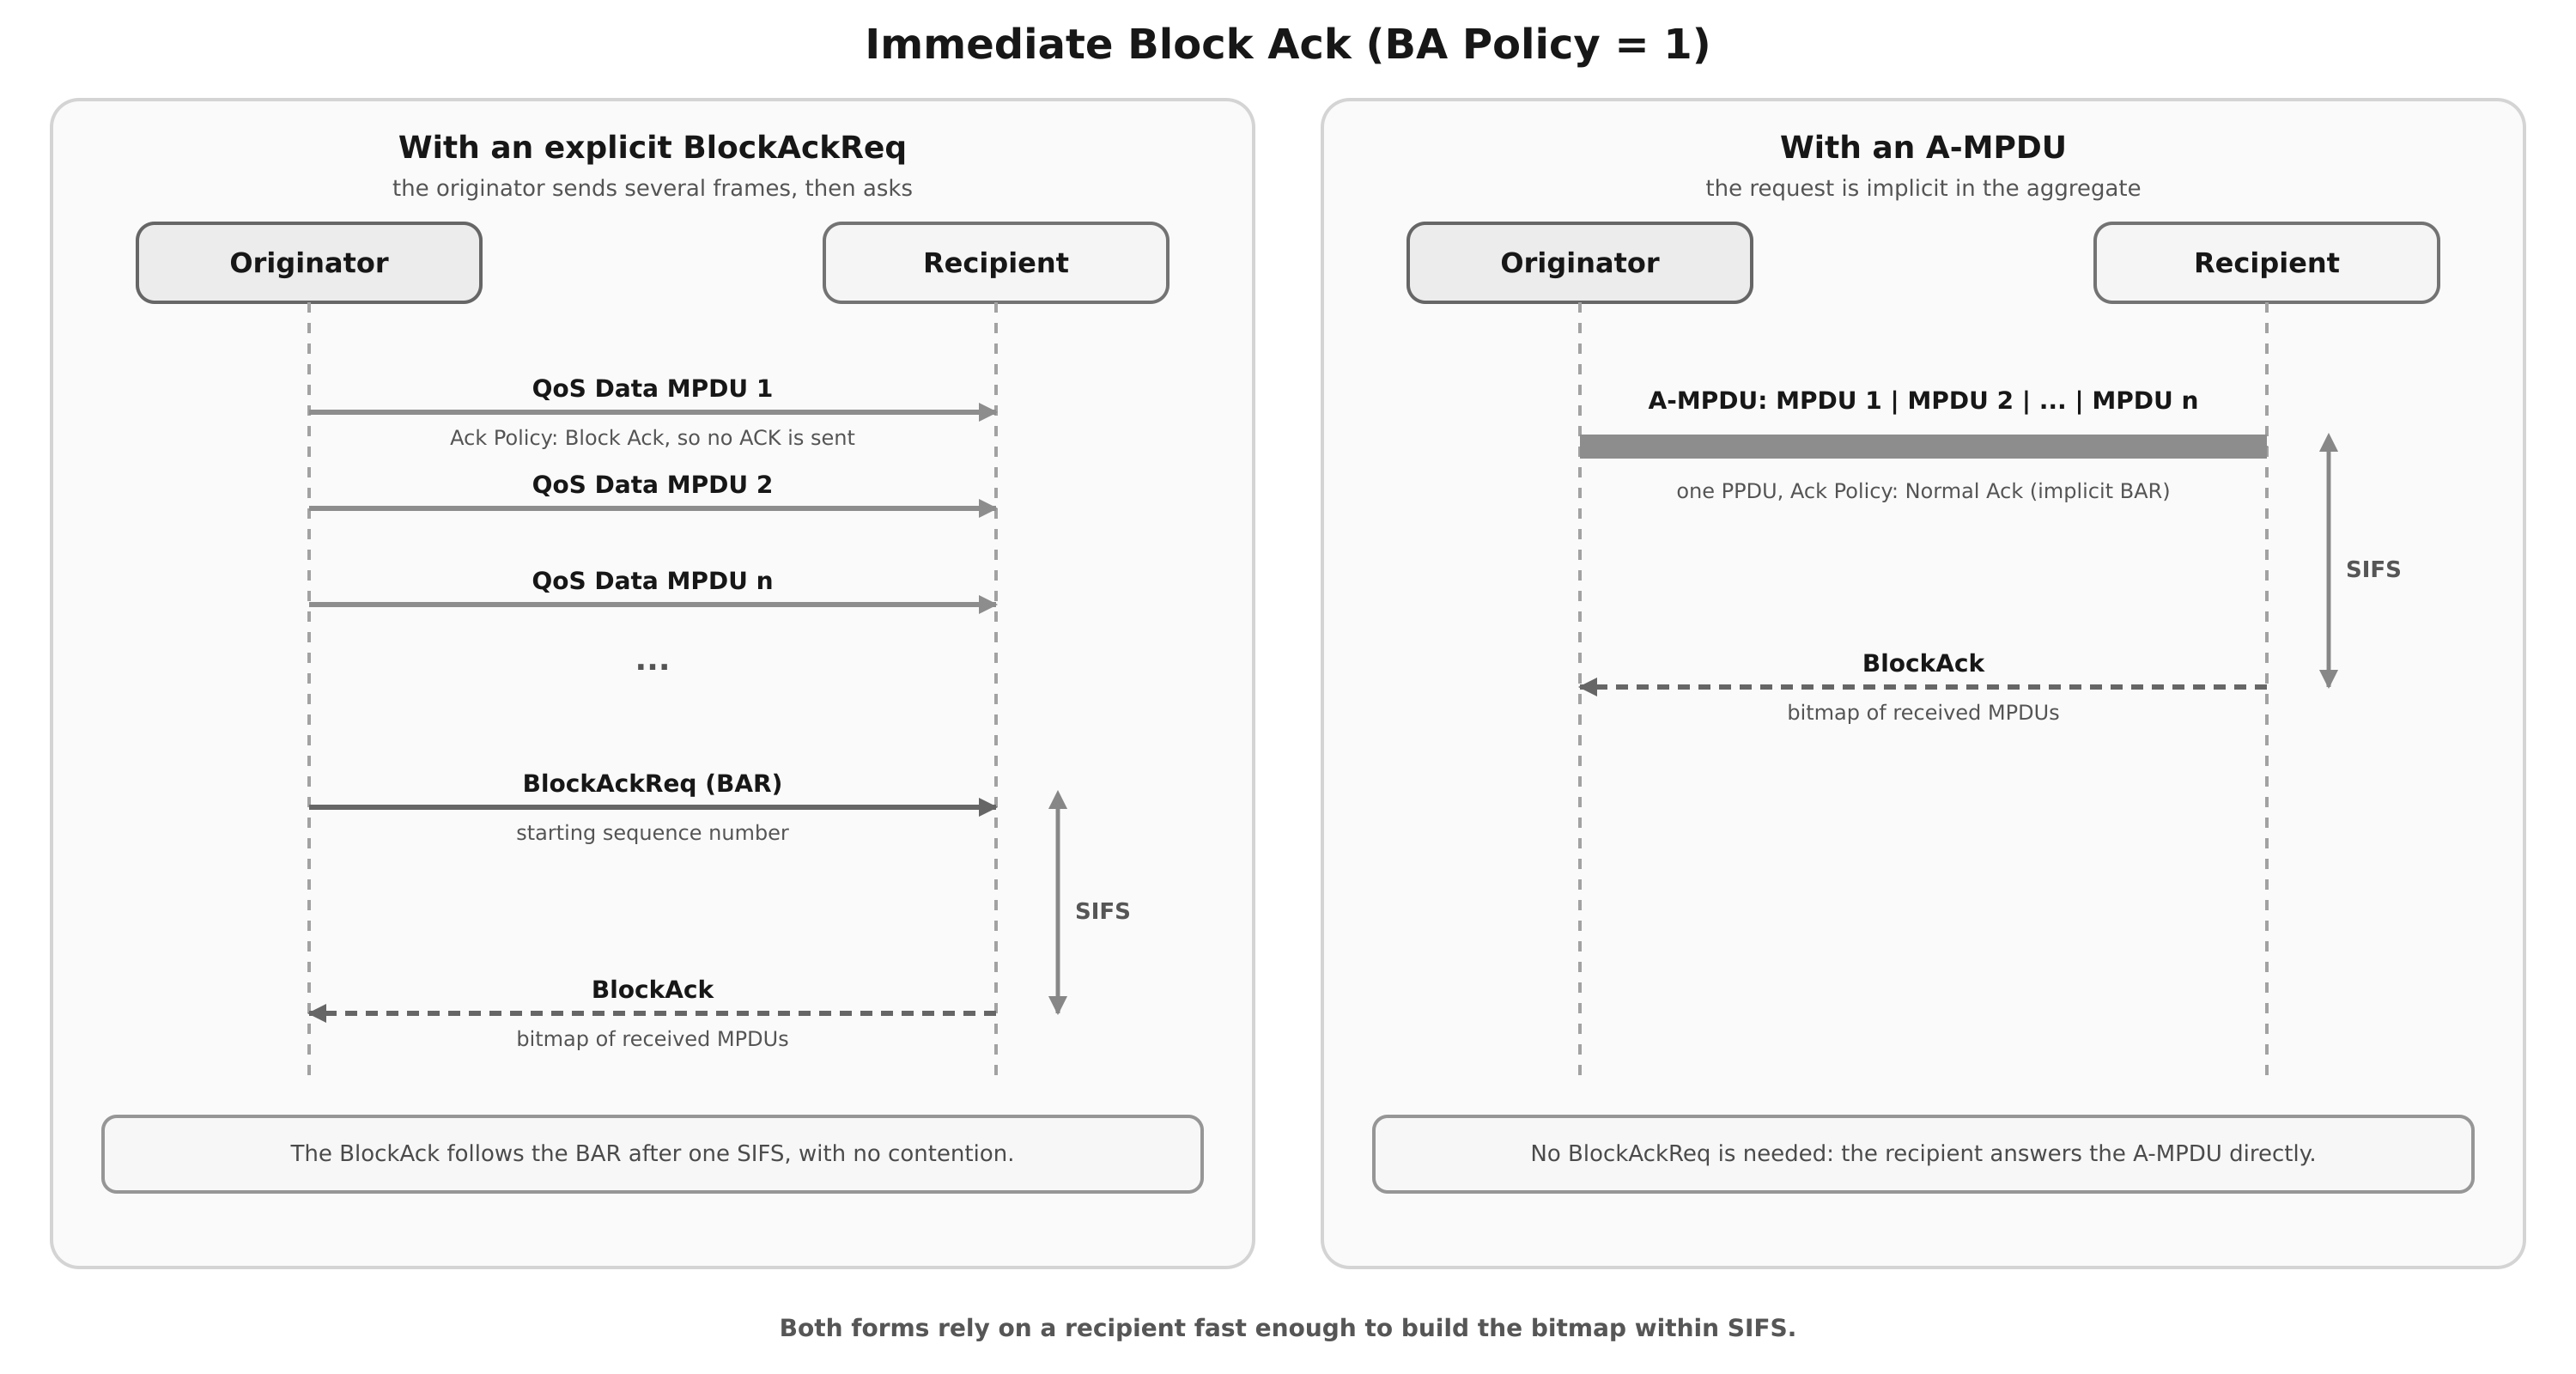 Immediate Block Ack (BA Policy = 1)
With an explicit BlockAckReq
the originator sends several frames, then asks
Originator
Recipient
QoS Data MPDU 1
Ack Policy: Block Ack, so no ACK is sent
QoS Data MPDU 2
QoS Data MPDU n
...
BlockAckReq (BAR)
starting sequence number
SIFS
BlockAck
bitmap of received MPDUs
The BlockAck follows the BAR after one SIFS, with no contention.
With an A-MPDU
the request is implicit in the aggregate
Originator
Recipient
A-MPDU: MPDU 1 | MPDU 2 | ... | MPDU n
one PPDU, Ack Policy: Normal Ack (implicit BAR)
SIFS
BlockAck
bitmap of received MPDUs
No BlockAckReq is needed: the recipient answers the A-MPDU directly.
Both forms rely on a recipient fast enough to build the bitmap within SIFS.